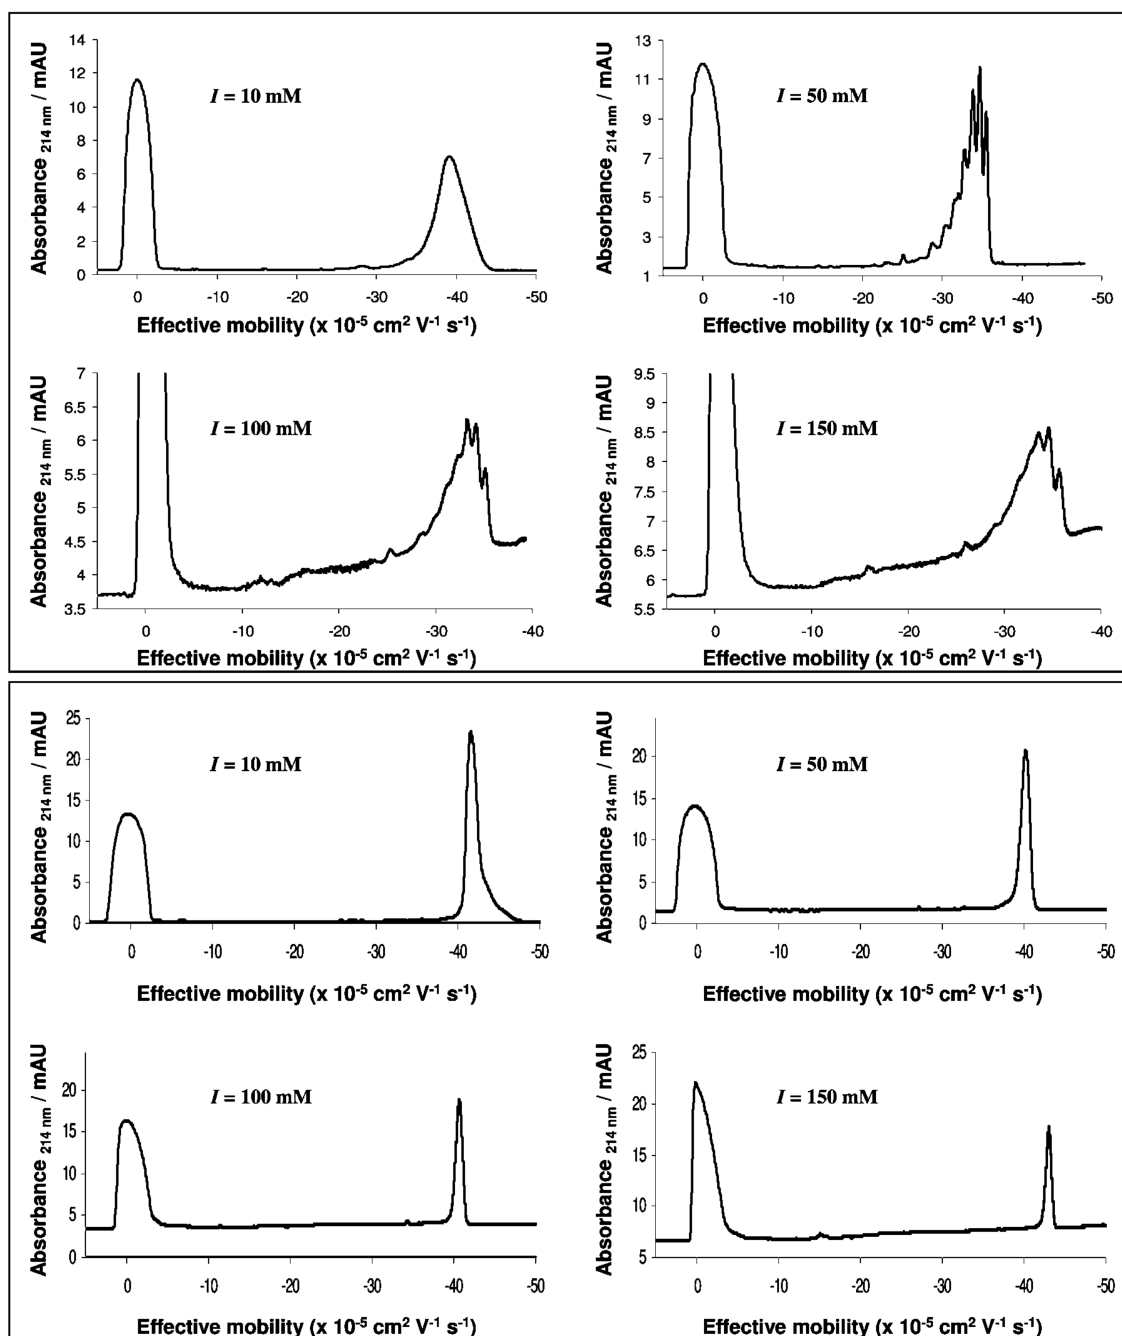 Absorbance 214 nm / mAU
14
12
10
8
6
4
2
0
I = 10 mM
0 -10 -20 -30 -40 -50
Effective mobility (x 10-5 cm2 V-1 s-1)
Absorbance 214 nm / mAU
13
11
9
7
5
3
1
I = 50 mM
0 -10 -20 -30 -40 -50
Effective mobility (x 10-5 cm2 V-1 s-1)
Absorbance 214 nm / mAU
7
6.5
6
5.5
5
4.5
4
3.5
I = 100 mM
0 -10 -20 -30 -40
Effective mobility (x 10-5 cm2 V-1 s-1)
Absorbance 214 nm / mAU
9.5
9
8.5
8
7.5
7
6.5
6
5.5
I = 150 mM
0 -10 -20 -30 -40
Effective mobility (x 10-5 cm2 V-1 s-1)
Absorbance 214 nm / mAU
25
20
15
10
5
0
I = 10 mM
0 -10 -20 -30 -40 -50
Effective mobility (x 10-5 cm2 V-1 s-1)
Absorbance 214 nm / mAU
20
15
10
5
0
I = 50 mM
0 -10 -20 -30 -40 -50
Effective mobility (x 10-5 cm2 V-1 s-1)
Absorbance 214 nm / mAU
20
15
10
5
0
I = 100 mM
0 -10 -20 -30 -40 -50
Effective mobility (x 10-5 cm2 V-1 s-1)
Absorbance 214 nm / mAU
25
20
15
10
5
I = 150 mM
0 -10 -20 -30 -40 -50
Effective mobility (x 10-5 cm2 V-1 s-1)